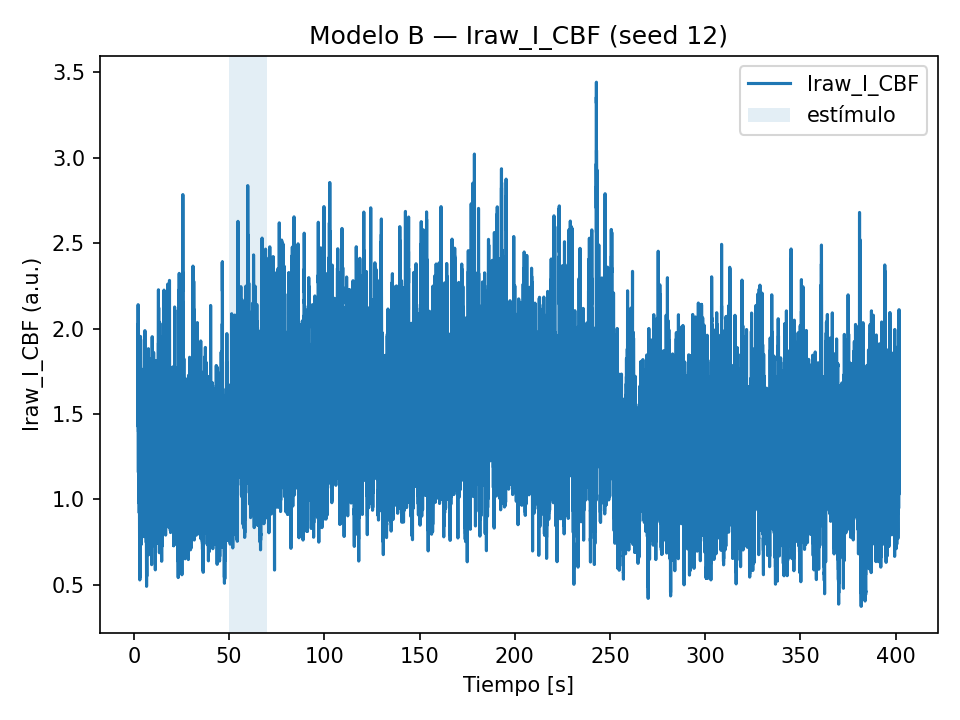 Modelo B — Iraw_I_CBF (seed 12)
Iraw_I_CBF (a.u.)
3.5
3.0
2.5
2.0
1.5
1.0
0.5
Iraw_I_CBF
estímulo
0 50 100 150 200 250 300 350 400
Tiempo [s]